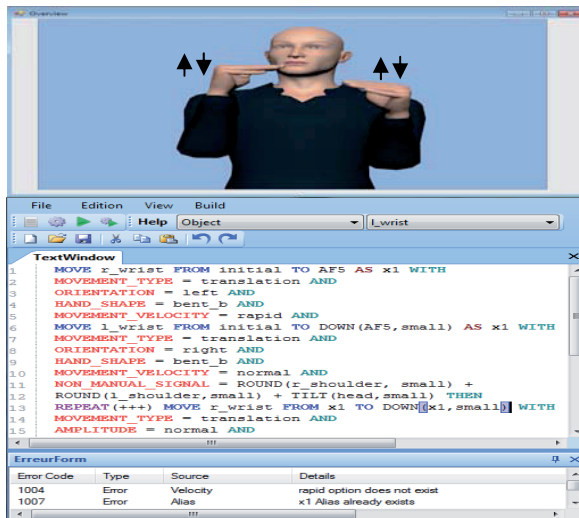 Overview
File Edition View Build
Help Object l_wrist
TextWindow
1 MOVE r_wrist FROM initial TO AF5 AS x1 WITH
2 MOVEMENT_TYPE = translation AND
3 ORIENTATION = left AND
4 HAND_SHAPE = bent_b AND
5 MOVEMENT_VELOCITY = rapid AND
6 MOVE l_wrist FROM initial TO DOWN(AF5,small) AS x1 WITH
7 MOVEMENT_TYPE = translation AND
8 ORIENTATION = right AND
9 HAND_SHAPE = bent_b AND
10 MOVEMENT_VELOCITY = normal AND
11 NON_MANUAL_SIGNAL = ROUND(r_shoulder, small) +
12 ROUND(l_shoulder,small) + TILT(head,small) THEN
13 REPEAT(+++) MOVE r_wrist FROM x1 TO DOWN(x1,small) WITH
14 MOVEMENT_TYPE = translation AND
15 AMPLITUDE = normal AND
ErreurForm
Error Code Type Source Details
1004 Error Velocity rapid option does not exist
1007 Error Alias x1 Alias already exists